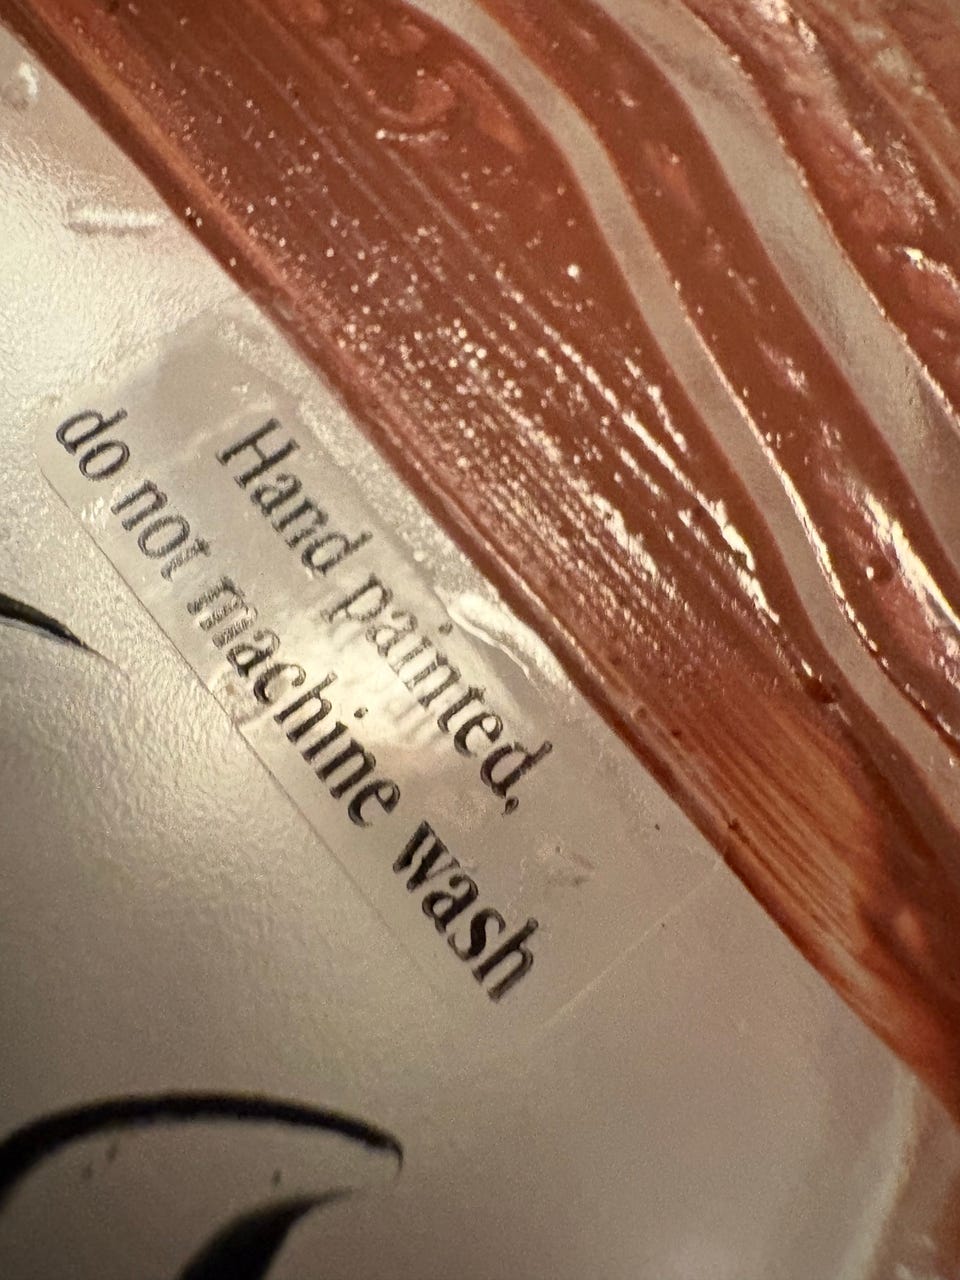 Hand painted,
do not machine wash